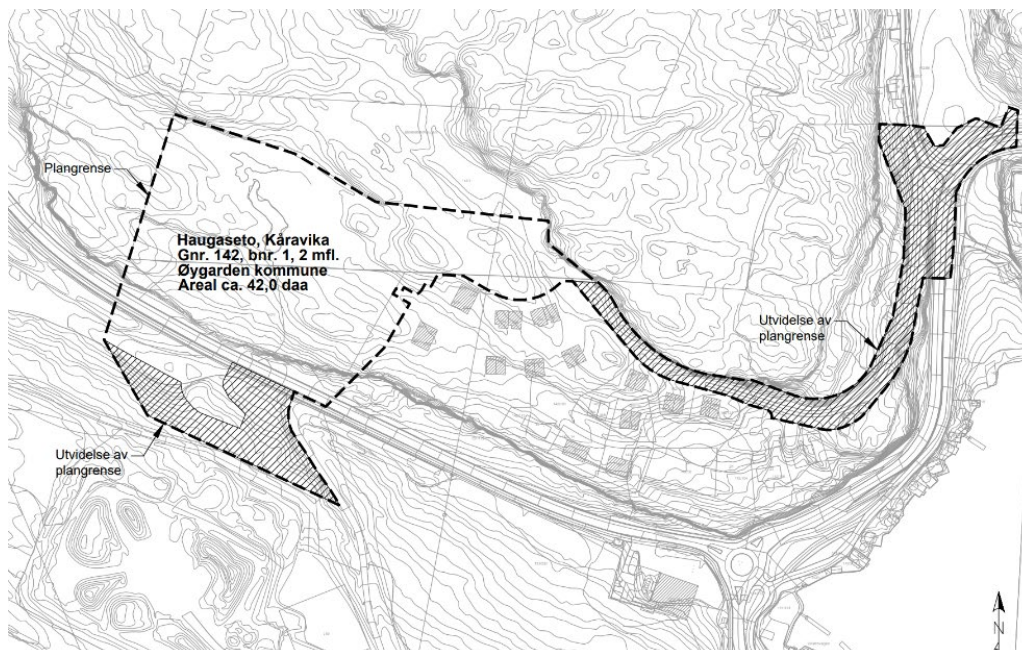 Plangrense
Haugaseto, Kåravika
Gnr. 142, bnr. 1, 2 mfl.
Øygarden kommune
Areal ca. 42,0 daa
Utvidelse av
plangrense
Utvidelse av
plangrense
N